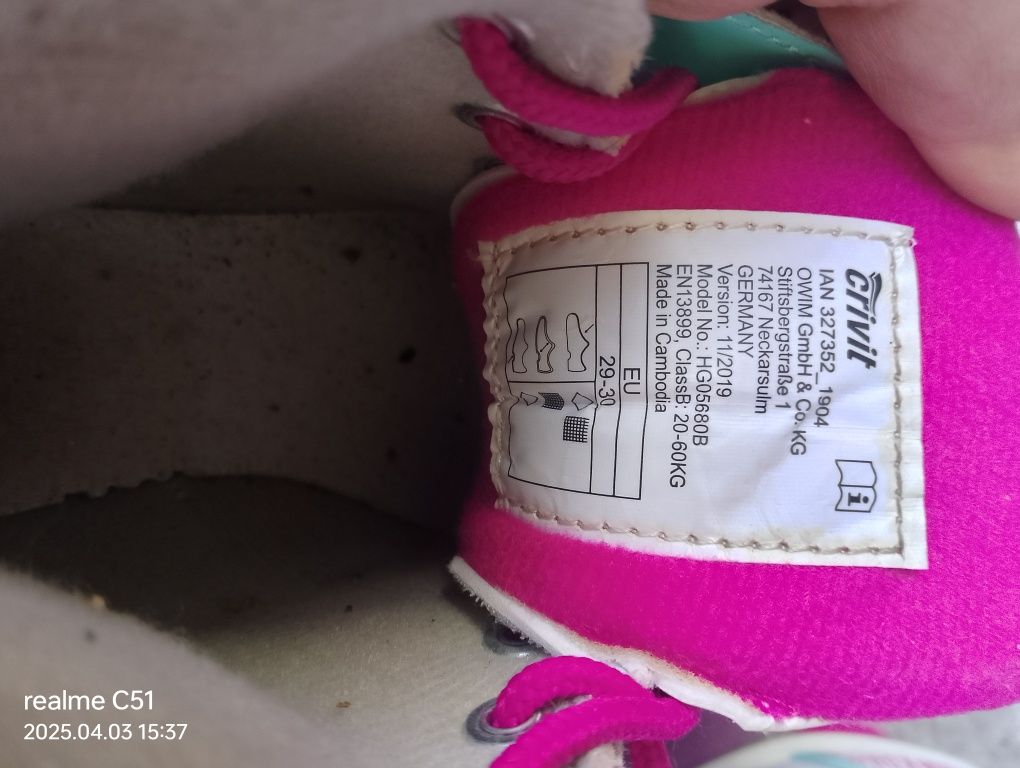 crivit
IAN 327352_1904
OWIM GmbH & Co. KG
Stiftsbergstraße 1
74167 Neckarsulm
GERMANY
Version: 11/2019
Model No.: HG05680B
EN13899, ClassB: 20-60KG
Made in Cambodia
EU
29-30
i
realme C51
2025.04.03 15:37